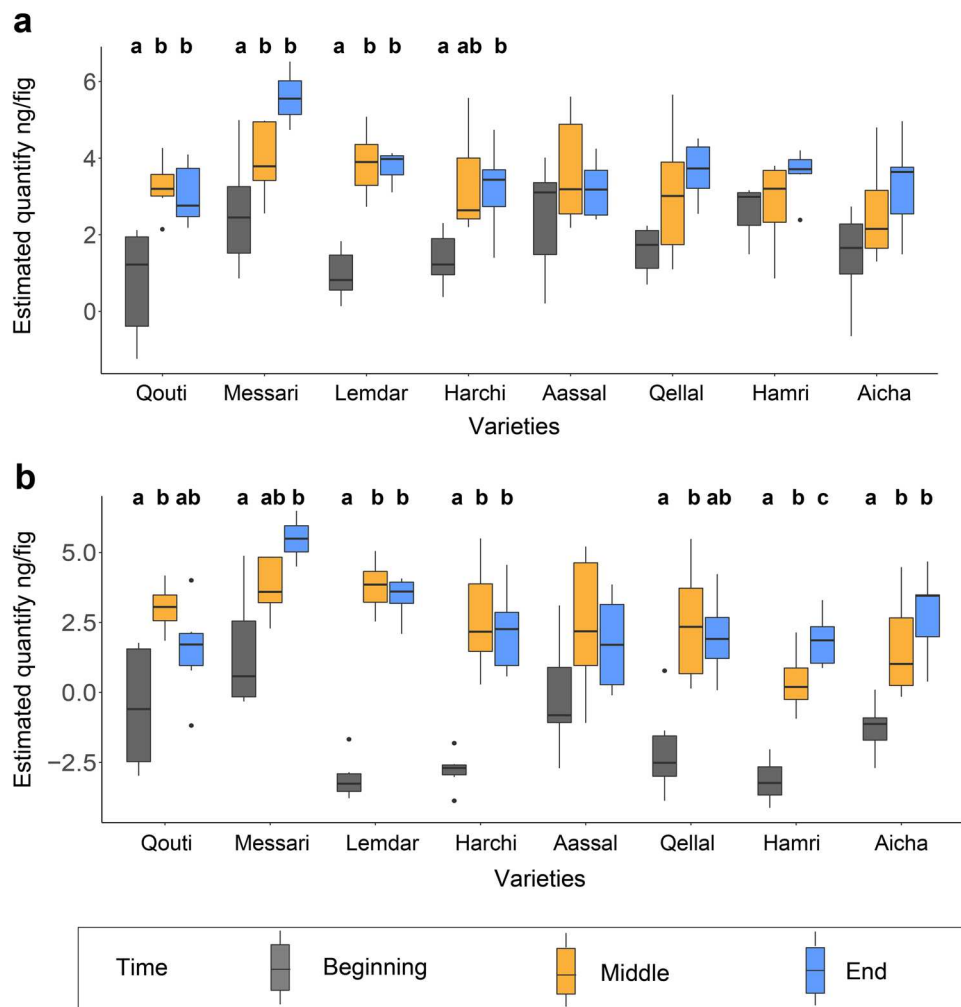 a
a b b a b b a b b a ab b
Estimated quantify ng/fig
6
4
2
0
Qouti Messari Lemdar Harchi Aassal Qellal Hamri Aicha
Varieties
b
a b ab a ab b a b b a b b a b ab a b c a b b
Estimated quantify ng/fig
5.0
2.5
0.0
−2.5
Qouti Messari Lemdar Harchi Aassal Qellal Hamri Aicha
Varieties
Time Beginning Middle End